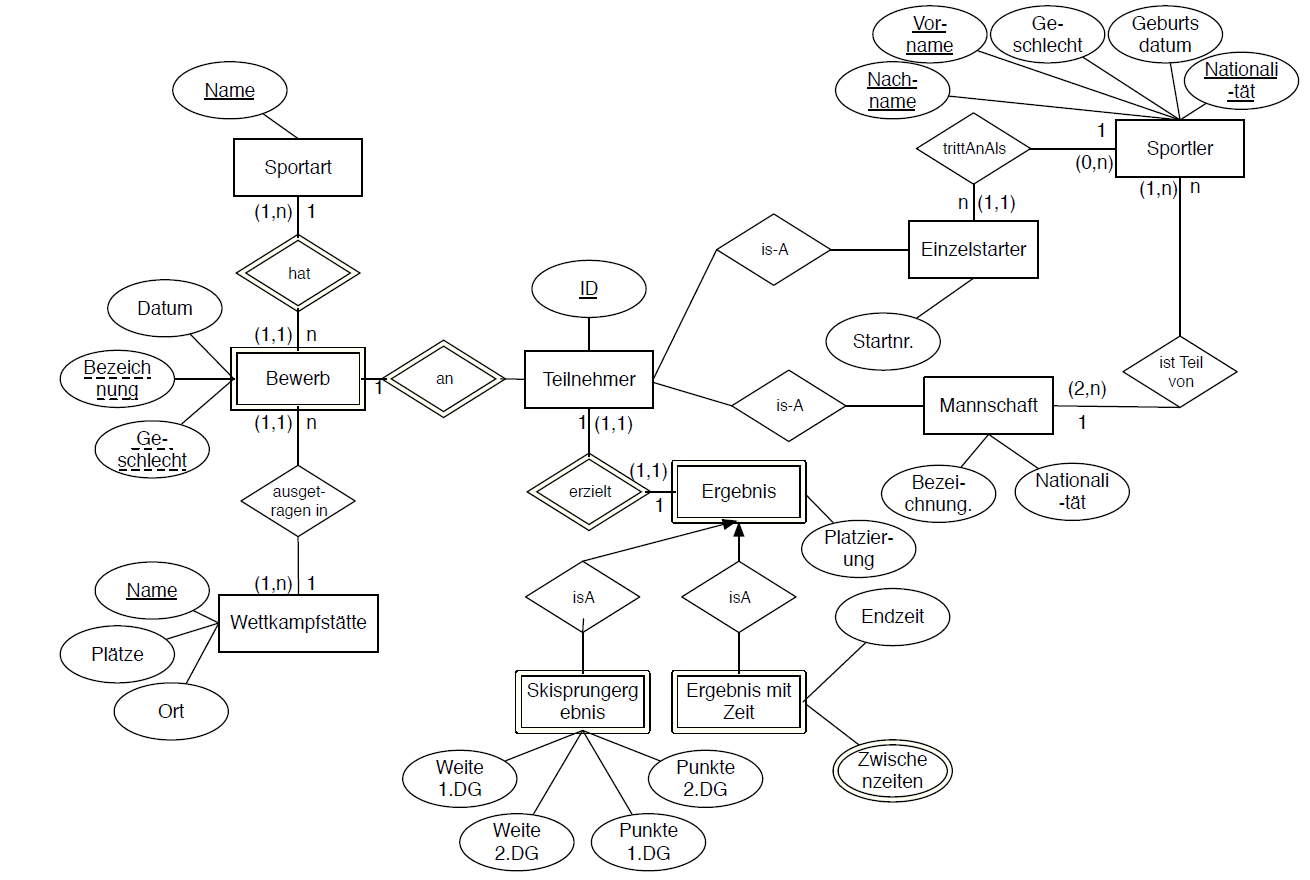 Vor-
name
Ge-
schlecht
Geburts
datum
Nationali
-tät
Nach-
name
Name
Sportart
trittAnAls
1
(0,n)
Sportler
(1,n)
n
n
(1,1)
(1,n)
1
is-A
Einzelstarter
hat
ID
Datum
(1,1)
n
Startnr.
Bezeich
nung
Bewerb
1
an
Teilnehmer
ist Teil
von
is-A
Mannschaft
(2,n)
1
(1,1)
n
1
(1,1)
Ge-
schlecht
(1,1)
1
erzielt
Ergebnis
Bezei-
chnung.
Nationali
-tät
ausget-
ragen in
Platzier-
ung
(1,n)
1
Name
Wettkampfstätte
isA
isA
Endzeit
Plätze
Ort
Skisprungerg
ebnis
Ergebnis mit
Zeit
Zwische
nzeiten
Weite
1.DG
Punkte
2.DG
Weite
2.DG
Punkte
1.DG